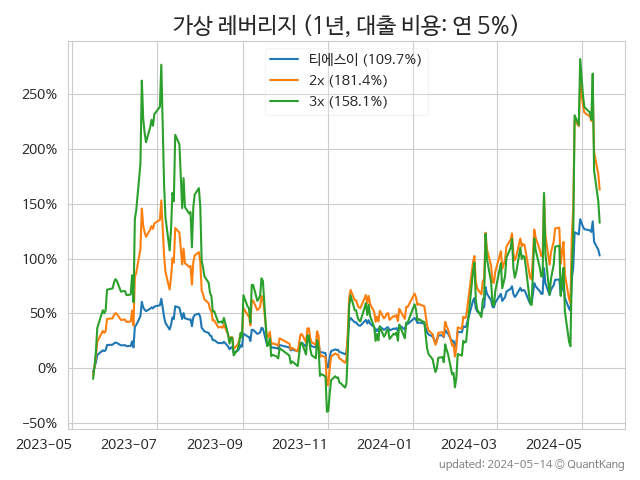 가상 레버리지 (1년, 대출 비용: 연 5%)
티에스이 (109.7%)
2x (181.4%)
3x (158.1%)
250%
200%
150%
100%
50%
0%
−50%
2023-05 2023-07 2023-09 2023-11 2024-01 2024-03 2024-05
updated: 2024-05-14 © QuantKang